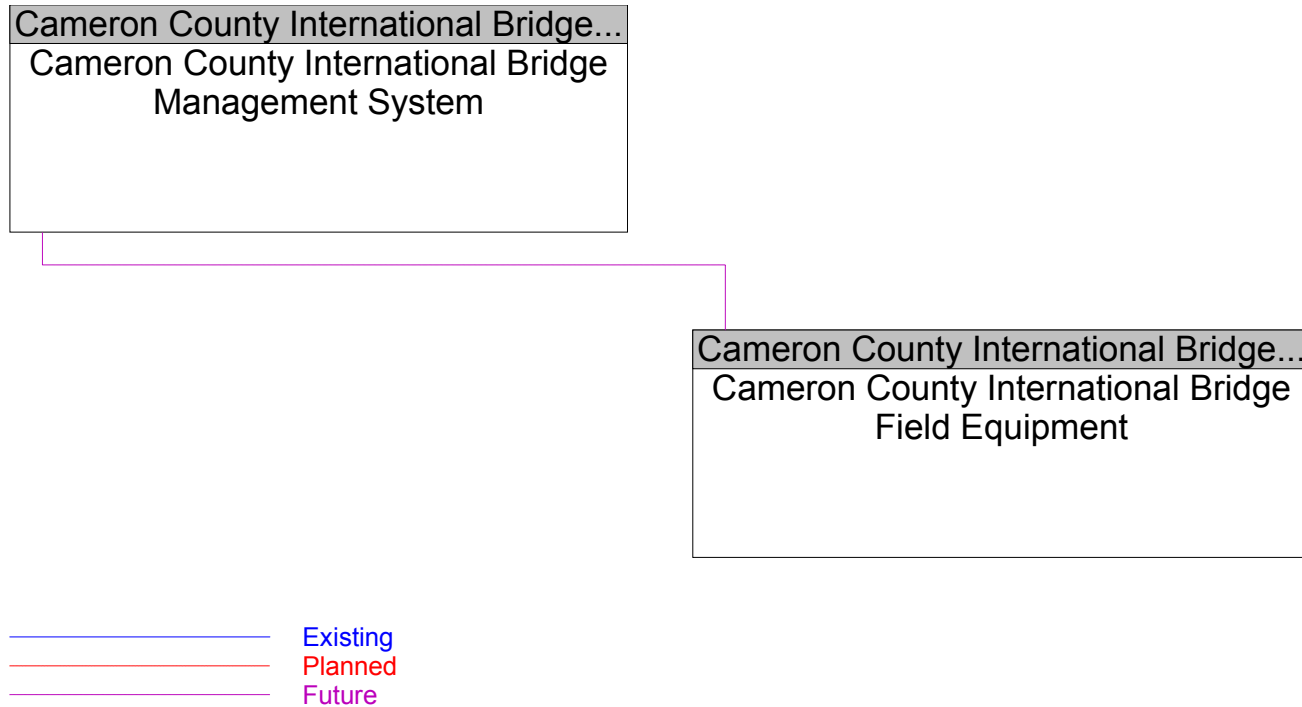 Cameron County International Bridge...
Cameron County International Bridge
Management System
Cameron County International Bridge...
Cameron County International Bridge
Field Equipment
Existing
Planned
Future